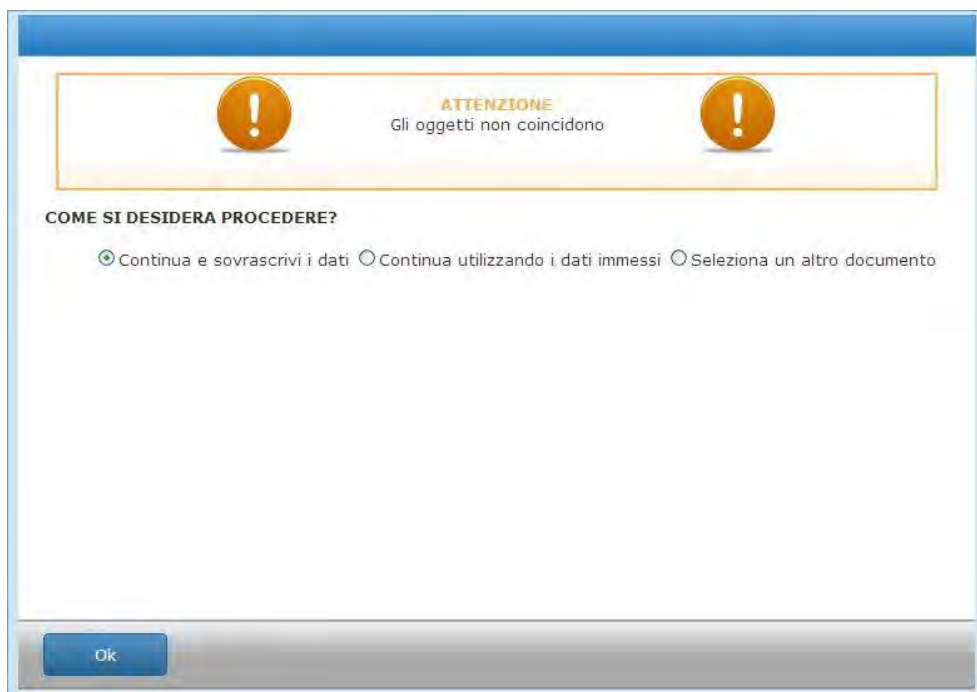 ATTENZIONE
Gli oggetti non coincidono
COME SI DESIDERA PROCEDERE?
Continua e sovrascrivi i dati Continua utilizzando i dati immessi Seleziona un altro documento
Ok